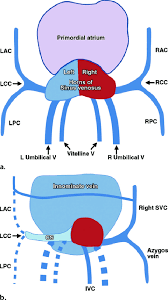 Primordial atrium
LAC
RAC
Left
Right
Horns of
Sinus venosus
LCC
RCC
LPC
RPC
L Umbilical V
Vitelline V
R Umbilical V
a.
Innominate vein
LAC
Right SVC
LCC
CS
LPC
Azygos
vein
IVC
b.